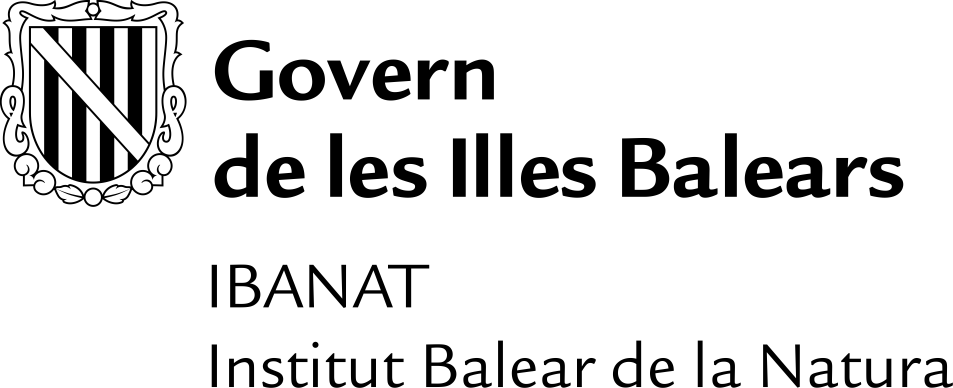 Govern
de les Illes Balears
IBANAT
Institut Balear de la Natura